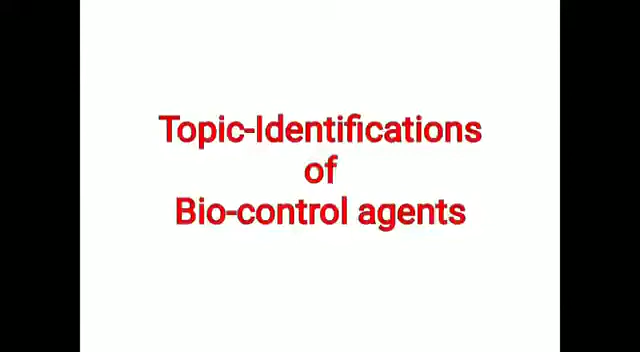 Topic-Identifications
of
Bio-control agents